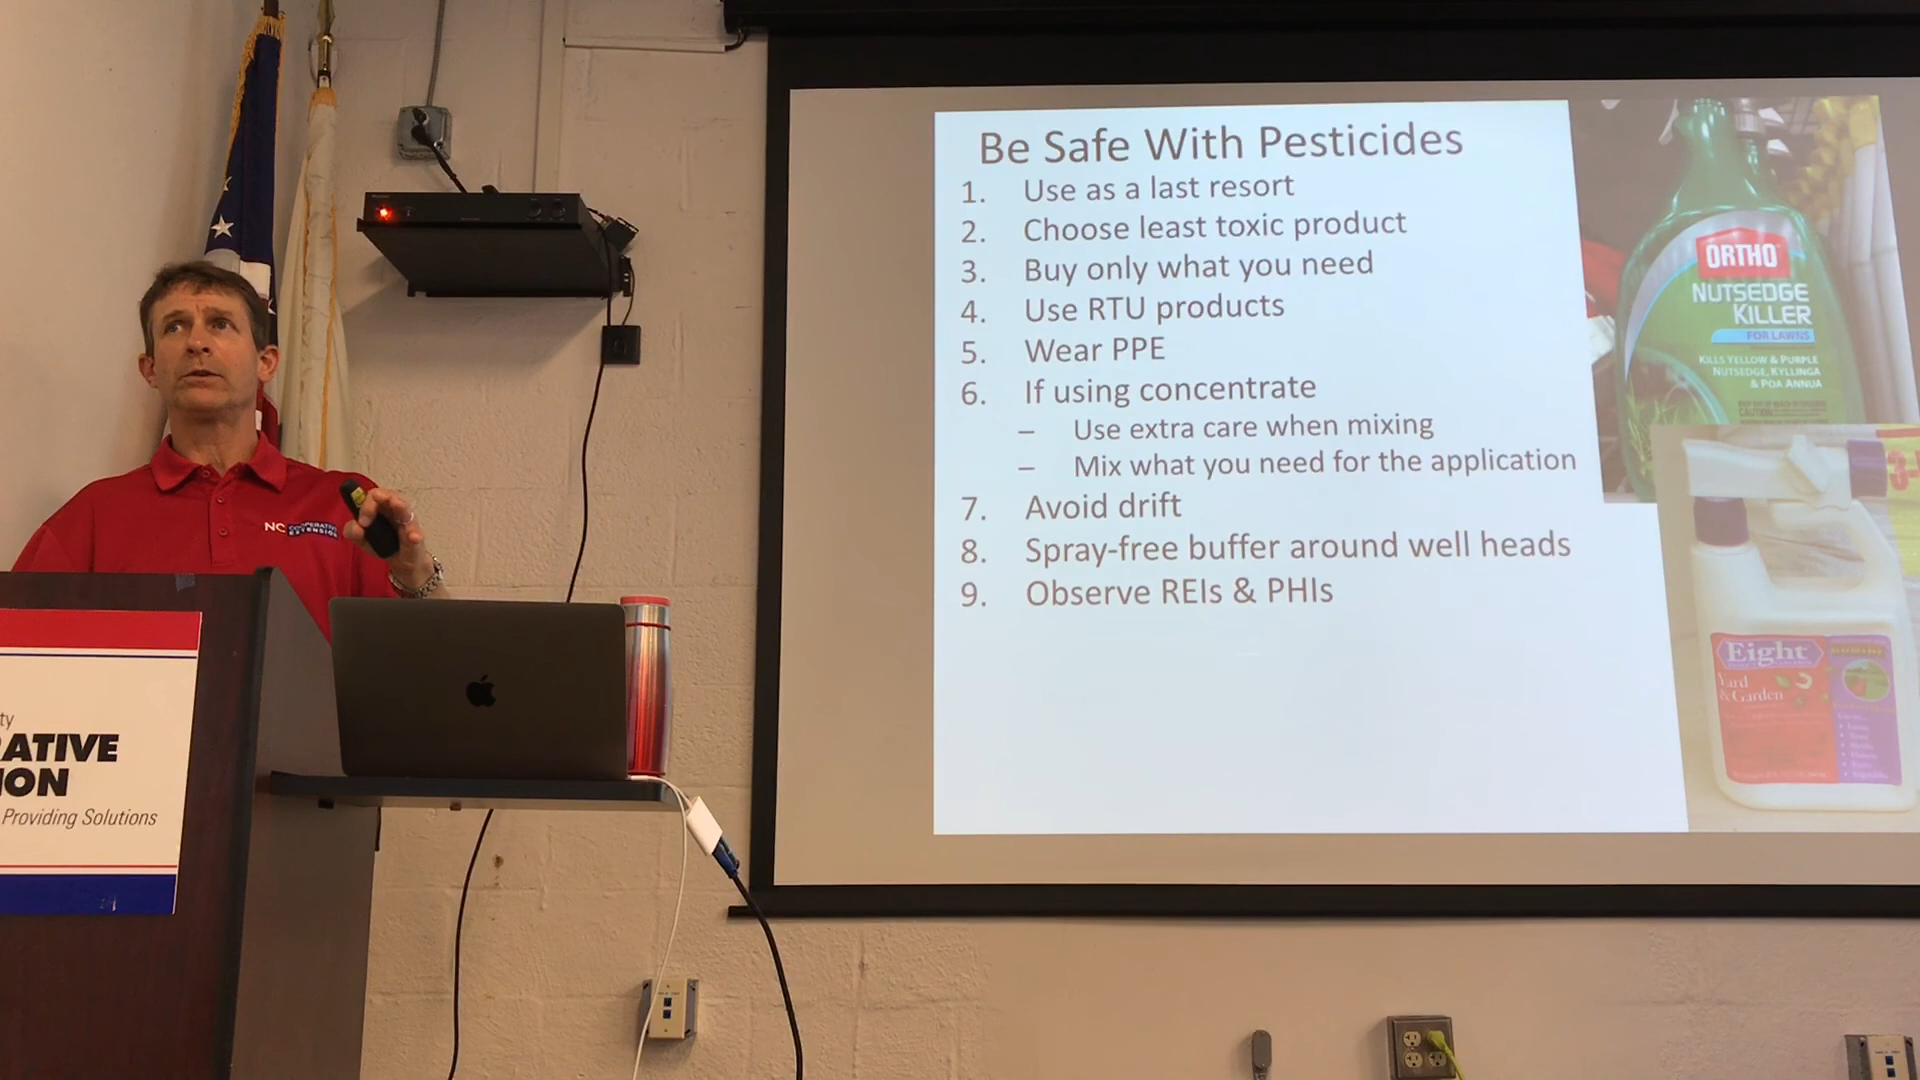 Be Safe With Pesticides
1. Use as a last resort
2. Choose least toxic product
3. Buy only what you need
4. Use RTU products
5. Wear PPE
6. If using concentrate
– Use extra care when mixing
– Mix what you need for the application
7. Avoid drift
8. Spray-free buffer around well heads
9. Observe REIs & PHIs
ORTHO
NUTSEDGE
KILLER
FOR LAWNS
KILLS YELLOW & PURPLE
NUTSEDGE, KYLLINGA
& POA ANNUA
Eight
Yard
& Garden
NC COOPERATIVE
EXTENSION
ty
RATIVE
ION
Providing Solutions